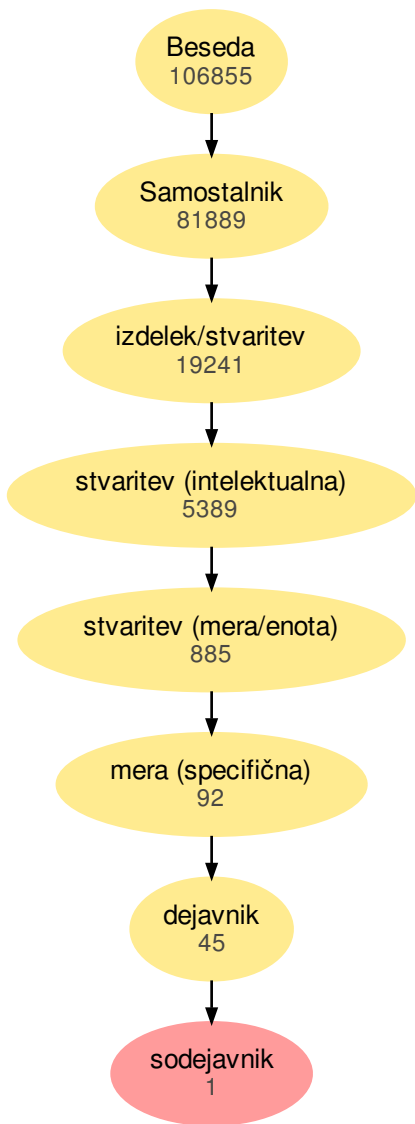 Beseda
106855
Samostalnik
81889
izdelek/stvaritev
19241
stvaritev (intelektualna)
5389
stvaritev (mera/enota)
885
mera (specifična)
92
dejavnik
45
sodejavnik
1